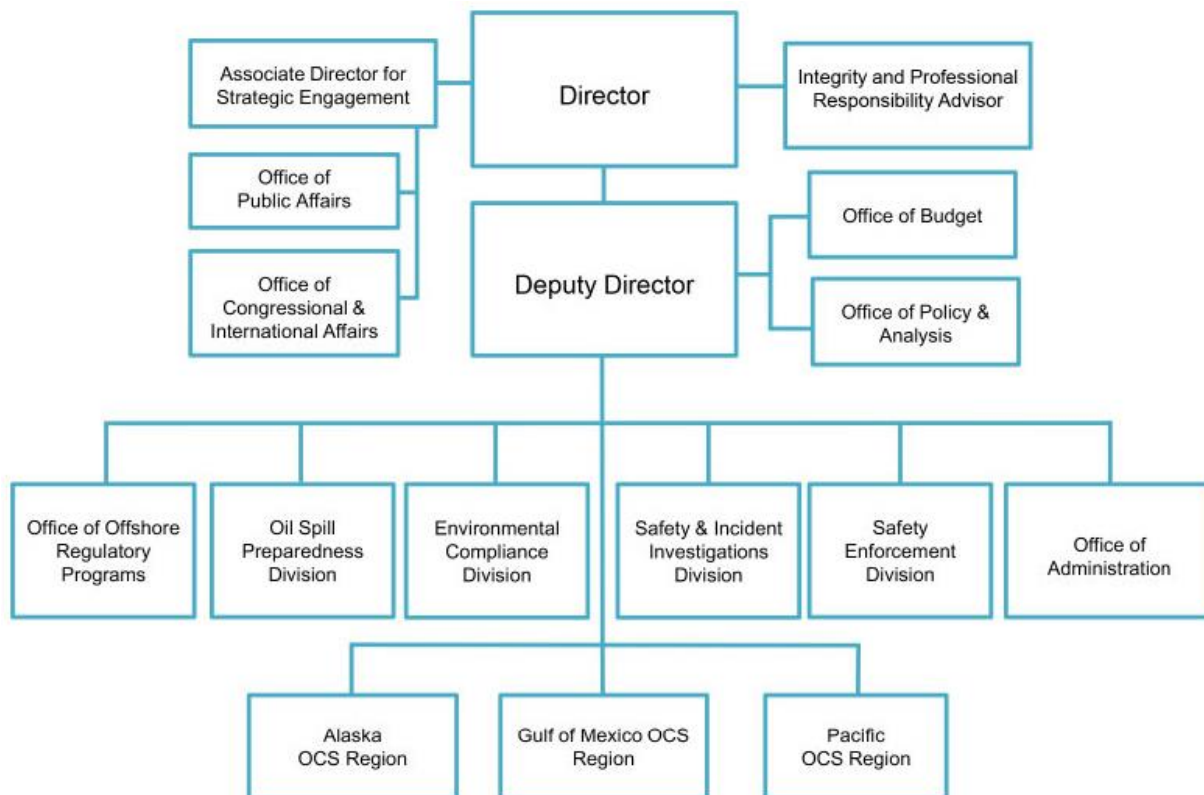 Associate Director for
Strategic Engagement
Director
Integrity and Professional
Responsibility Advisor
Office of
Public Affairs
Office of
Congressional &
International Affairs
Deputy Director
Office of Budget
Office of Policy &
Analysis
Office of Offshore
Regulatory
Programs
Oil Spill
Preparedness
Division
Environmental
Compliance
Division
Safety & Incident
Investigations
Division
Safety
Enforcement
Division
Office of
Administration
Alaska
OCS Region
Gulf of Mexico OCS
Region
Pacific
OCS Region